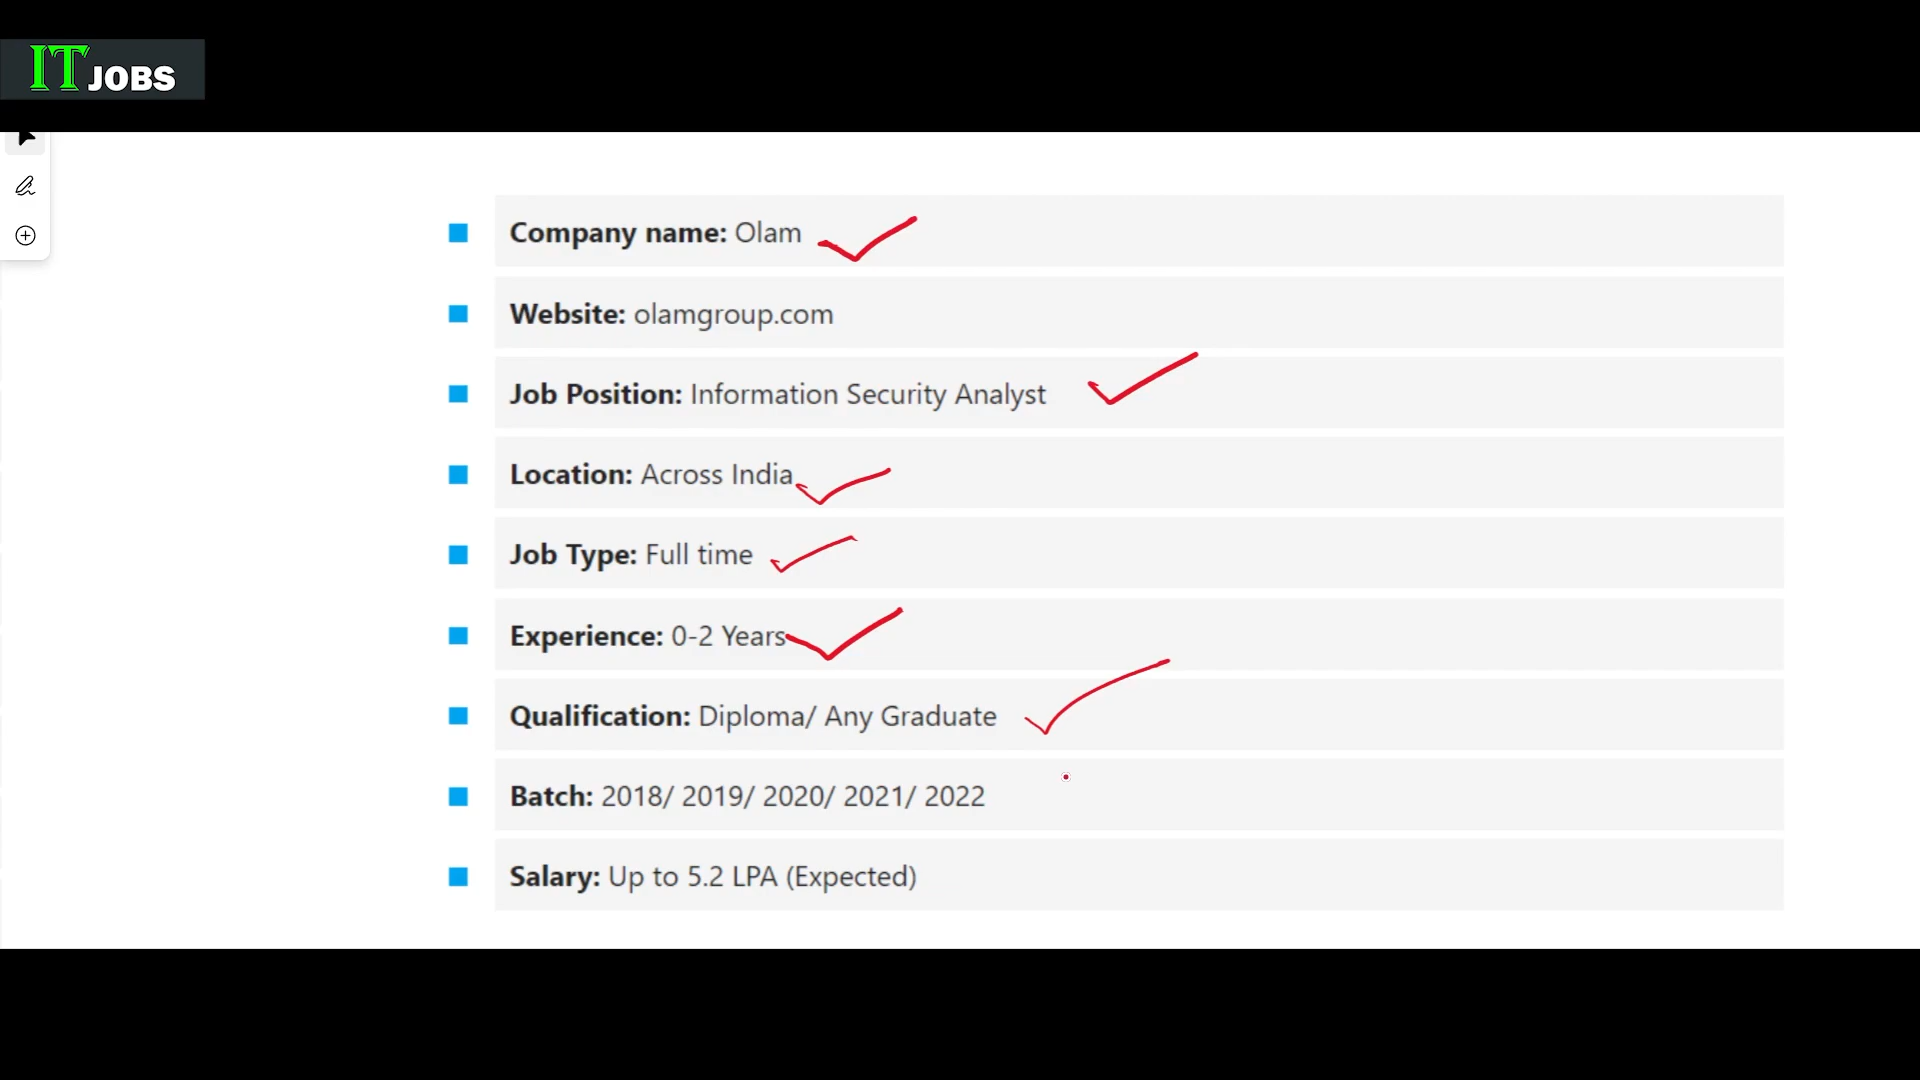 IT JOBS
Company name: Olam
Website: olamgroup.com
Job Position: Information Security Analyst
Location: Across India
Job Type: Full time
Experience: 0-2 Years
Qualification: Diploma/ Any Graduate
Batch: 2018/ 2019/ 2020/ 2021/ 2022
Salary: Up to 5.2 LPA (Expected)